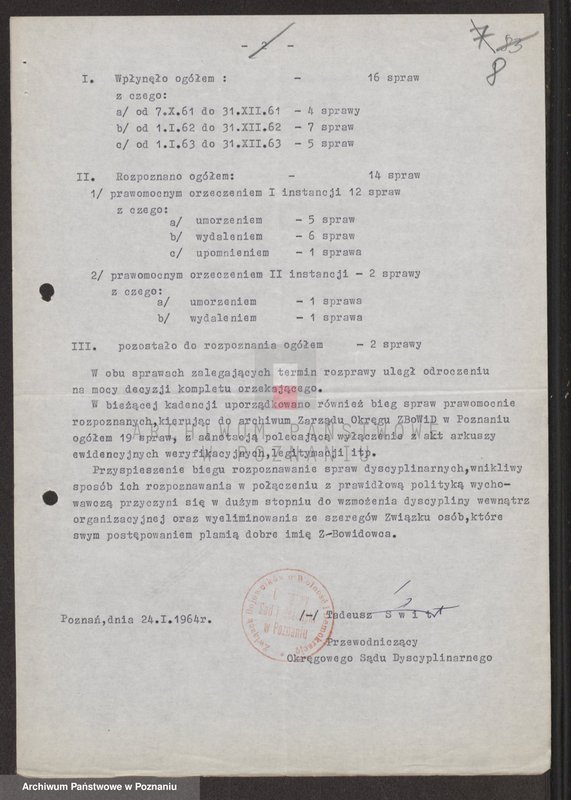 - 2 -
7 83
8
I. Wpłynęło ogółem : - 16 spraw
z czego:
a/ od 7.X.61 do 31.XII.61 - 4 sprawy
b/ od 1.I.62 do 31.XII.62 - 7 spraw
c/ od 1.I.63 do 31.XII.63 - 5 spraw
II. Rozpoznano ogółem: - 14 spraw
1/ prawomocnym orzeczeniem I instancji 12 spraw
z czego:
a/ umorzeniem - 5 spraw
b/ wydaleniem - 6 spraw
c/ upomnieniem - 1 sprawa
2/ prawomocnym orzeczeniem II instancji - 2 sprawy
z czego:
a/ umorzeniem - 1 sprawa
b/ wydaleniem - 1 sprawa
III. pozostało do rozpoznania ogółem - 2 sprawy
W obu sprawach zalegających termin rozprawy uległ odroczeniu
na mocy decyzji kompletu orzekającego.
W bieżącej kadencji uporządkowano również bieg spraw prawomocnie
rozpoznanych,kierując do archiwum Zarządu Okręgu ZBoWiD w Poznaniu
ogółem 19 spraw, z adnotacją polecającą wyłączenie z akt arkuszy
ewidencyjnych weryfikacyjnych,legitymacji itp.
Przyspieszenie biegu rozpoznawanie spraw dyscyplinarnych,wnikliwy
sposób ich rozpoznawania w połączeniu z prawidłową polityką wycho-
wawczą przyczyni się w dużym stopniu do wzmożenia dyscypliny wewnątrz
organizacyjnej oraz wyeliminowania ze szeregów Związku osób,które
swym postępowaniem plamią dobre imię Z-Bowidowca.
ARCHIWUM PAŃSTWOWE
W POZNANIU
Związek Bojowników o Wolność i Demokrację
w Poznaniu
Poznań,dnia 24.I.1964r.
/-/ Tadeusz Świt
Przewodniczący
Okręgowego Sądu Dyscyplinarnego
Archiwum Państwowe w Poznaniu